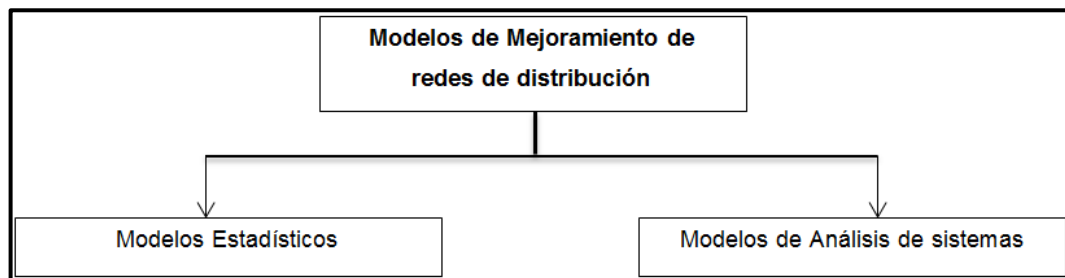 Modelos de Mejoramiento de
redes de distribución
Modelos Estadísticos
Modelos de Análisis de sistemas